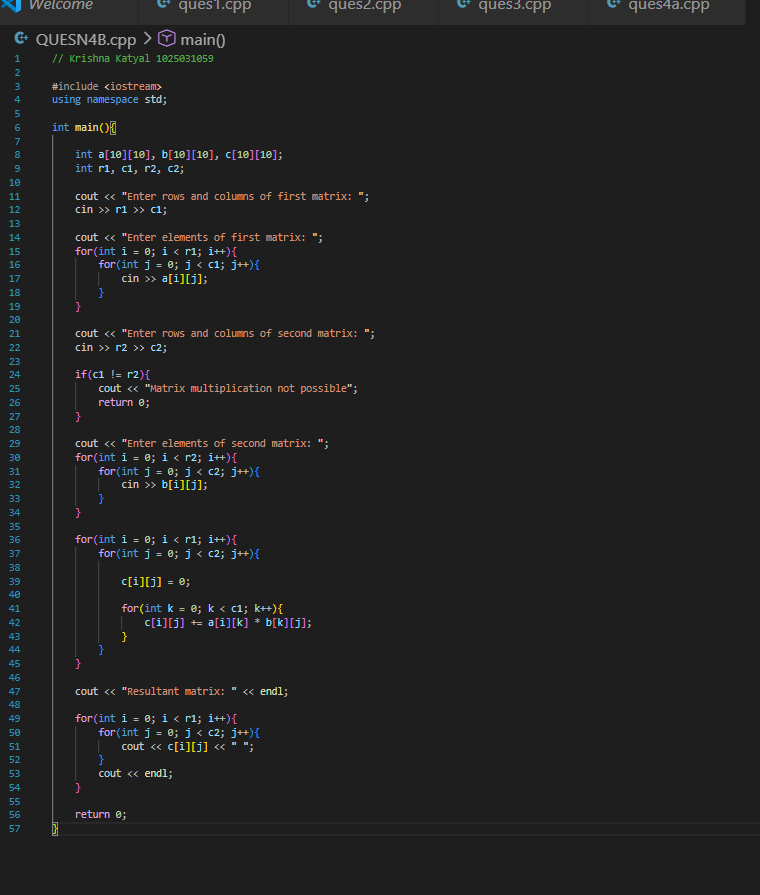 Welcome ques1.cpp ques2.cpp ques3.cpp ques4a.cpp
QUESN4B.cpp > main()
1 // Krishna Katyal 1025031059
2
3 #include <iostream>
4 using namespace std;
5
6 int main(){
7
8 int a[10][10], b[10][10], c[10][10];
9 int r1, c1, r2, c2;
10
11 cout << "Enter rows and columns of first matrix: ";
12 cin >> r1 >> c1;
13
14 cout << "Enter elements of first matrix: ";
15 for(int i = 0; i < r1; i++){
16 for(int j = 0; j < c1; j++){
17 cin >> a[i][j];
18 }
19 }
20
21 cout << "Enter rows and columns of second matrix: ";
22 cin >> r2 >> c2;
23
24 if(c1 != r2){
25 cout << "Matrix multiplication not possible";
26 return 0;
27 }
28
29 cout << "Enter elements of second matrix: ";
30 for(int i = 0; i < r2; i++){
31 for(int j = 0; j < c2; j++){
32 cin >> b[i][j];
33 }
34 }
35
36 for(int i = 0; i < r1; i++){
37 for(int j = 0; j < c2; j++){
38
39 c[i][j] = 0;
40
41 for(int k = 0; k < c1; k++){
42 c[i][j] += a[i][k] * b[k][j];
43 }
44 }
45 }
46
47 cout << "Resultant matrix: " << endl;
48
49 for(int i = 0; i < r1; i++){
50 for(int j = 0; j < c2; j++){
51 cout << c[i][j] << " ";
52 }
53 cout << endl;
54 }
55
56 return 0;
57 }